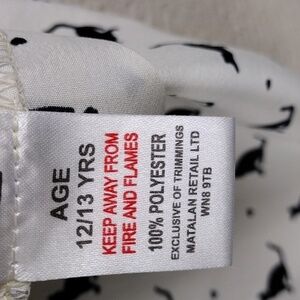 AGE
12/13 YRS
KEEP AWAY FROM
FIRE AND FLAMES
100% POLYESTER
EXCLUSIVE OF TRIMMINGS
MATALAN RETAIL LTD
WN8 9TB